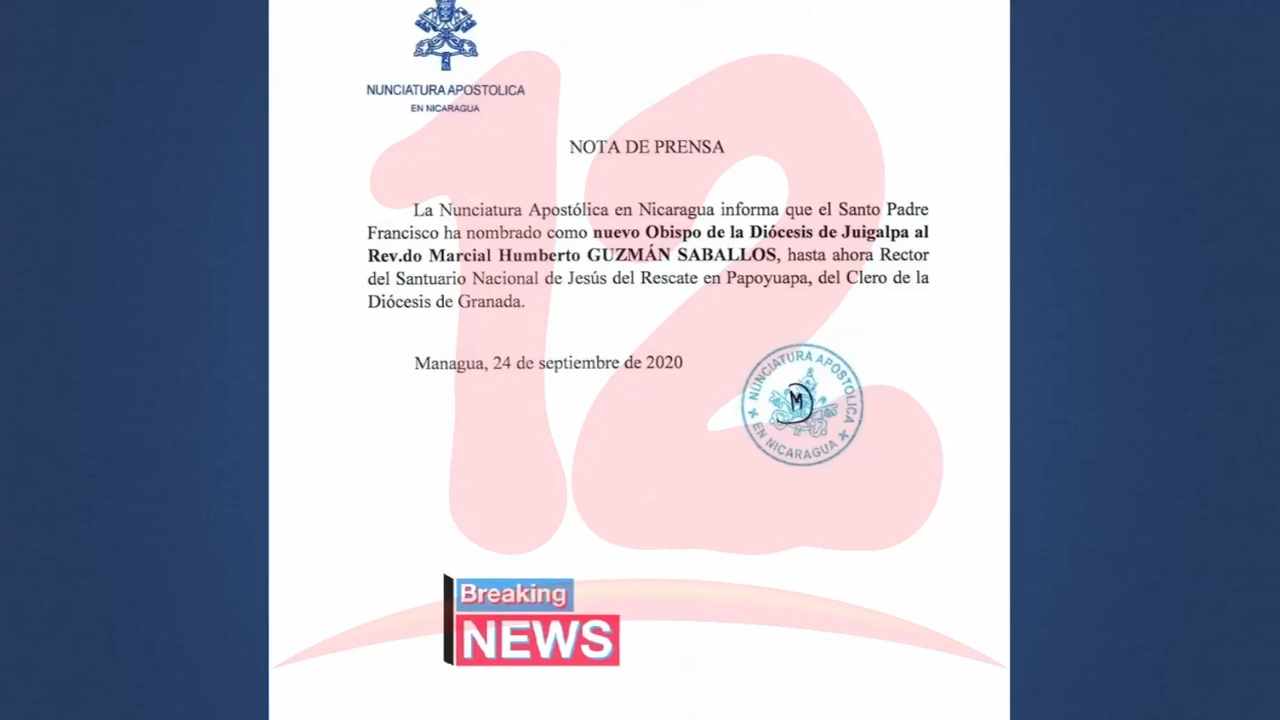 NUNCIATURA APOSTOLICA
EN NICARAGUA
NOTA DE PRENSA
La Nunciatura Apostólica en Nicaragua informa que el Santo Padre
Francisco ha nombrado como nuevo Obispo de la Diócesis de Juigalpa al
Rev.do Marcial Humberto GUZMÁN SABALLOS, hasta ahora Rector
del Santuario Nacional de Jesús del Rescate en Papoyuapa, del Clero de la
Diócesis de Granada.
Managua, 24 de septiembre de 2020
NUNCIATURA APOSTOLICA
EN NICARAGUA
M
12
Breaking
NEWS